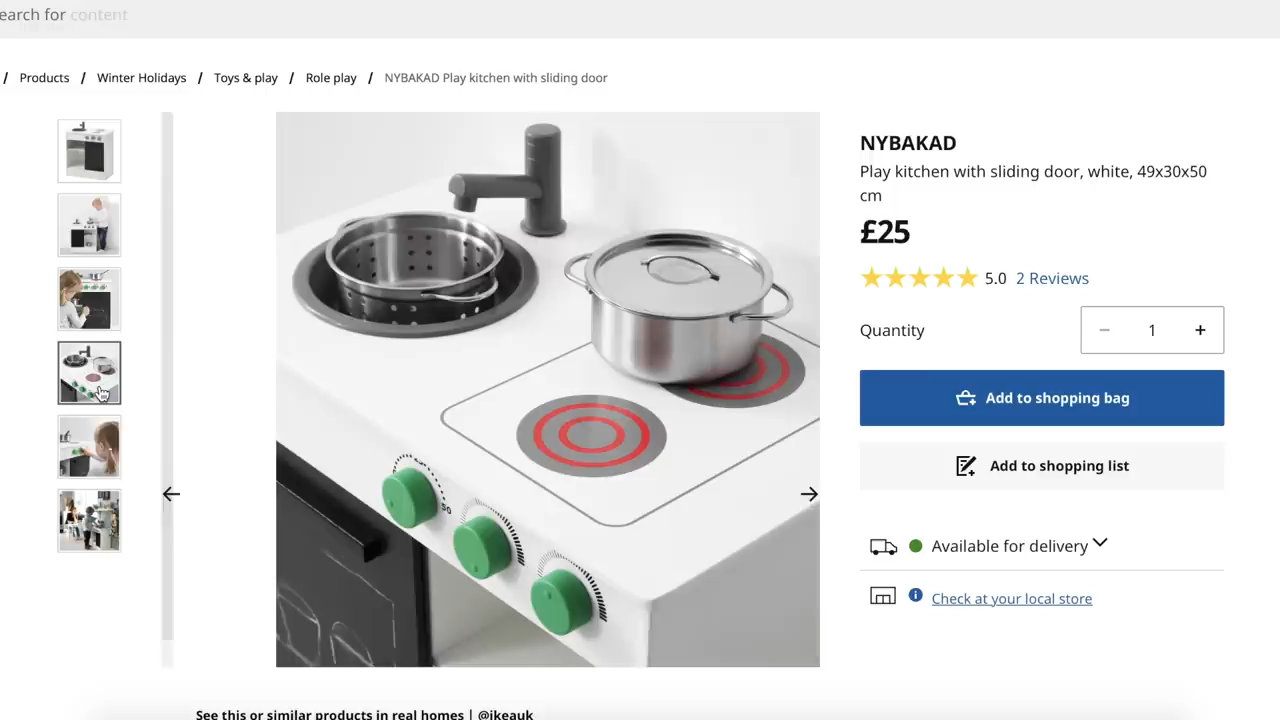 earch for content
/ Products / Winter Holidays / Toys & play / Role play / NYBAKAD Play kitchen with sliding door
NYBAKAD
Play kitchen with sliding door, white, 49x30x50
cm
£25
5.0 2 Reviews
Quantity
1
Add to shopping bag
Add to shopping list
Available for delivery
Check at your local store
50
See this or similar products in real homes | @ikeauk